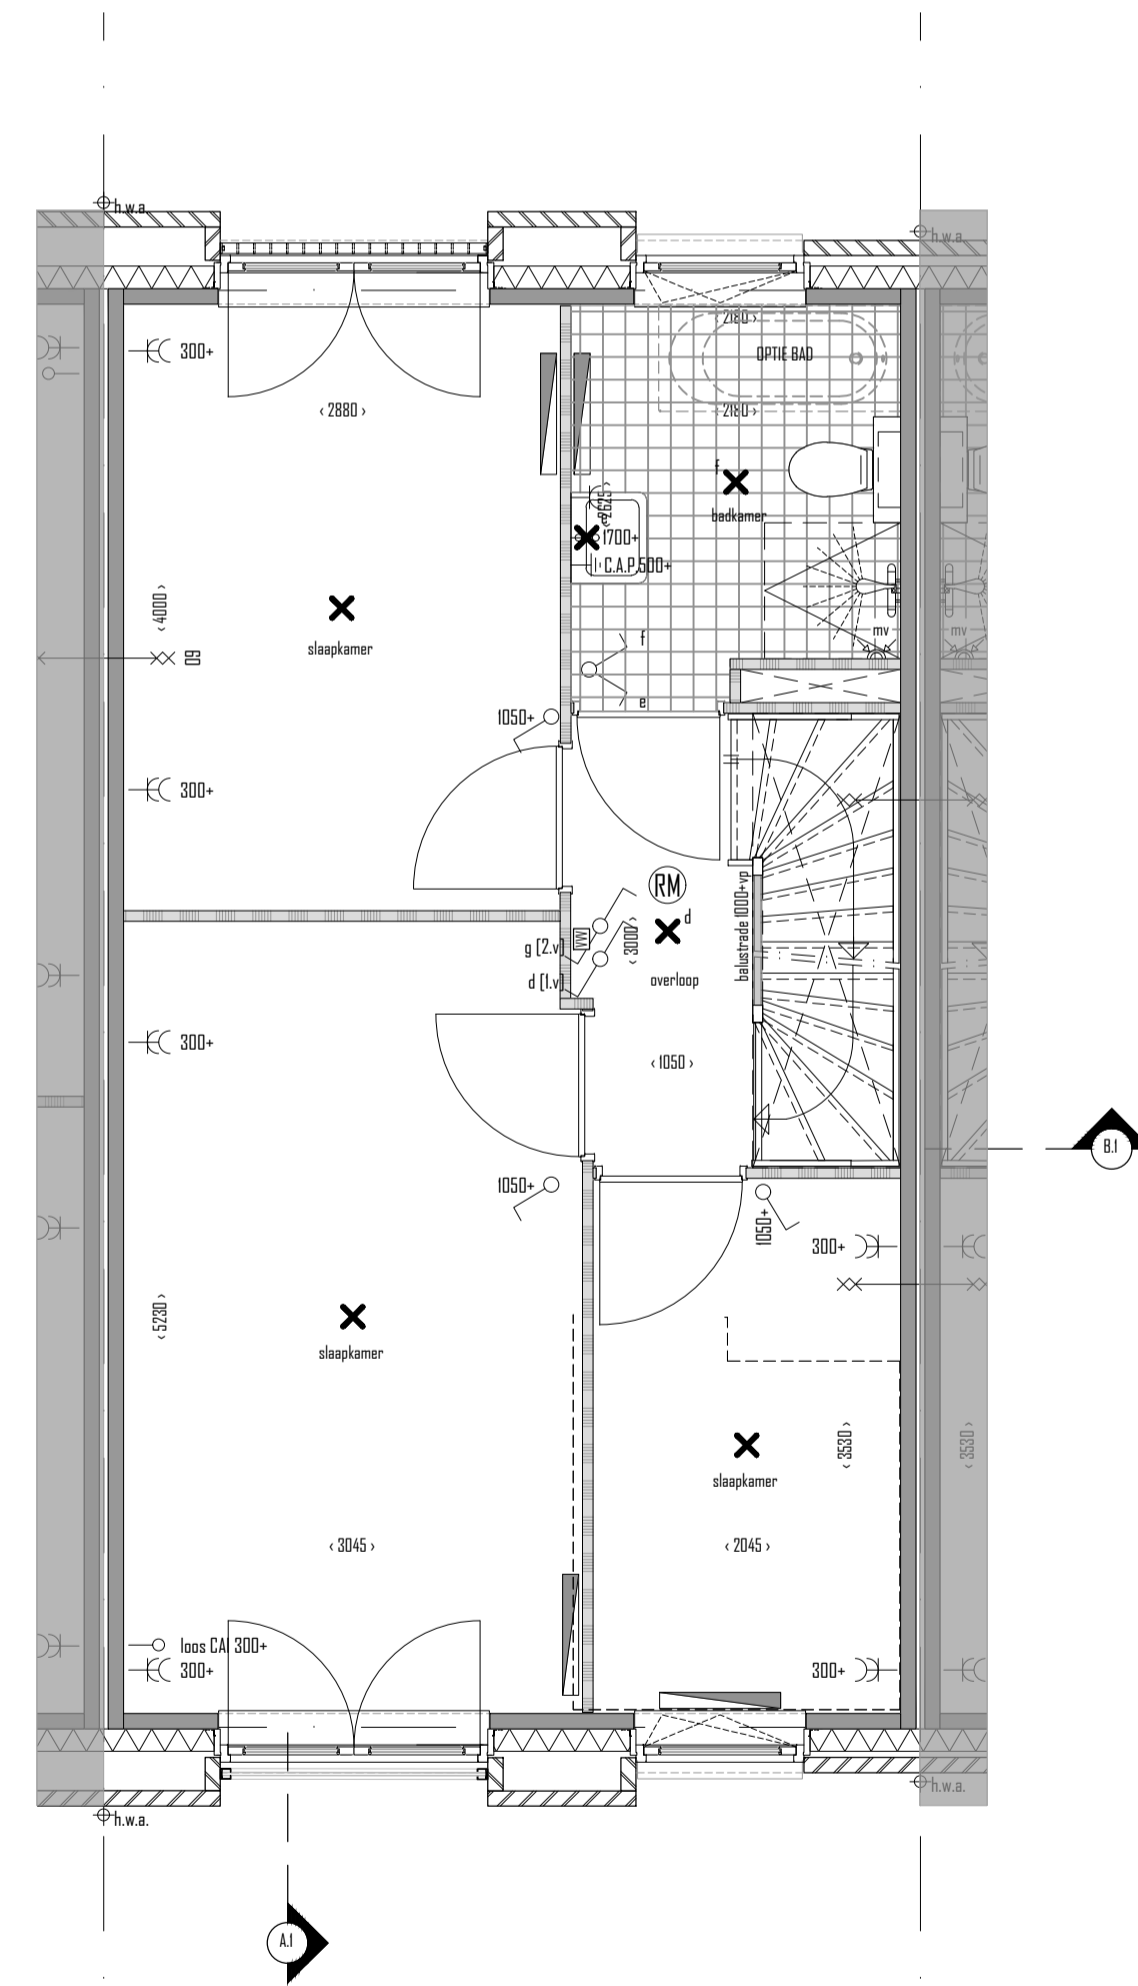 h.w.a.
h.w.a.
‹ 2180 ›
300+
OPTIE BAD
‹ 2880 ›
‹ 2180 ›
f
badkamer
‹ 2625 ›
e
1700+
C.A.P.500+
‹ 4000 ›
slaapkamer
f
mv
mv
09
e
1050+
300+
RM
d
balustrade 1000+vp
‹ 3000 ›
g [2.v]
d [1.v]
overloop
300+
‹ 1050 ›
B.1
1050+
1050+
300+
‹ 5230 ›
slaapkamer
‹ 3530 ›
‹ 3530 ›
slaapkamer
‹ 3045 ›
‹ 2045 ›
loos CAI 300+
300+
300+
h.w.a.
h.w.a.
A.1